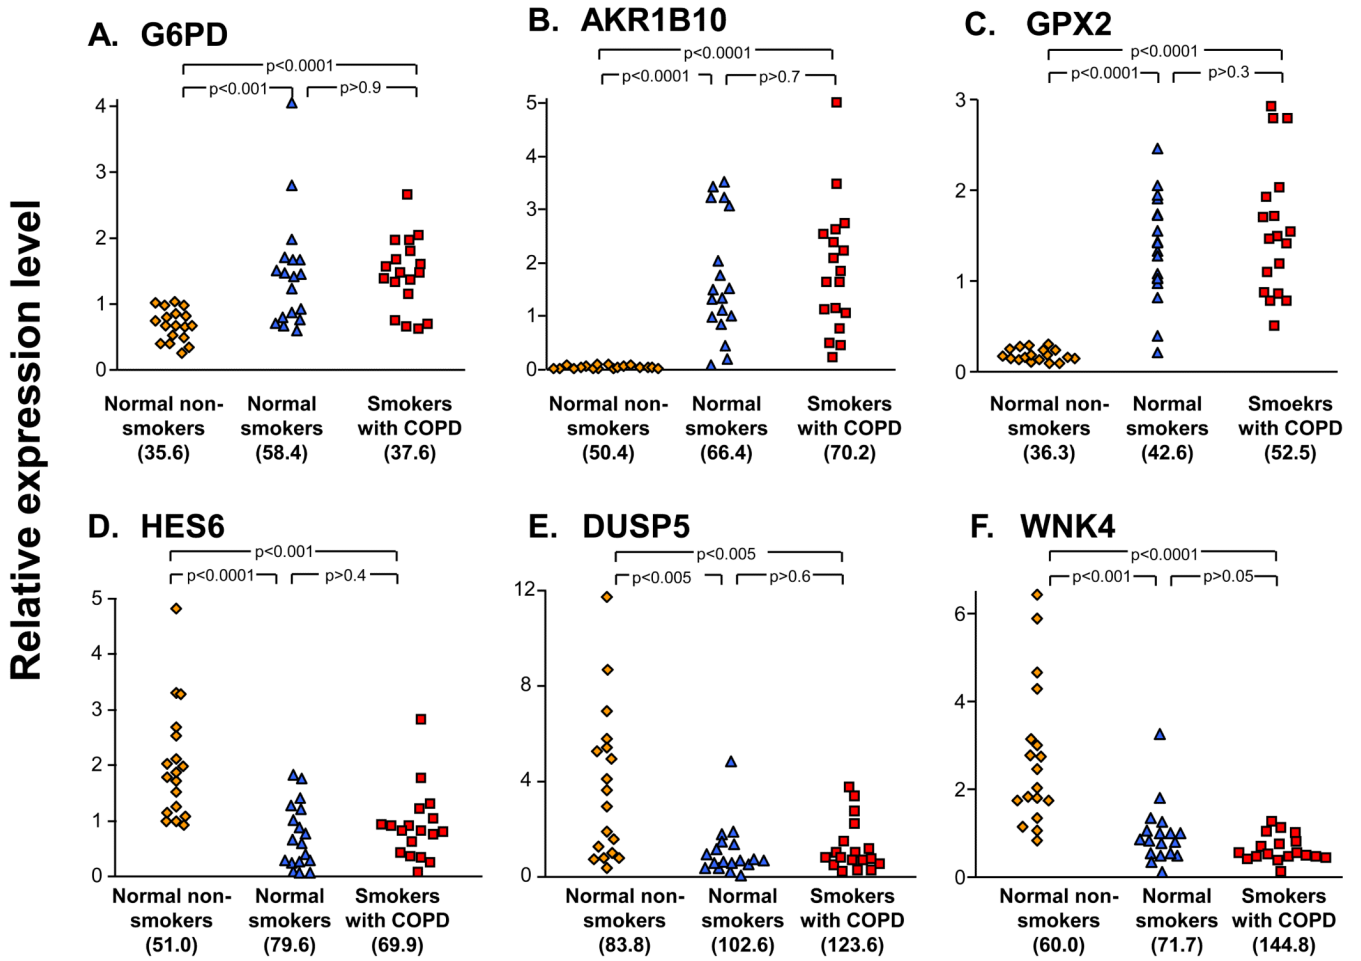 Relative expression level
A. G6PD
p<0.0001
p<0.001
p>0.9
4
3
2
1
0
Normal non-
smokers
(35.6)
Normal
smokers
(58.4)
Smokers
with COPD
(37.6)
B. AKR1B10
p<0.0001
p<0.0001
p>0.7
5
4
3
2
1
0
Normal non-
smokers
(50.4)
Normal
smokers
(66.4)
Smokers
with COPD
(70.2)
C. GPX2
p<0.0001
p<0.0001
p>0.3
3
2
1
0
Normal non-
smokers
(36.3)
Normal
smokers
(42.6)
Smoekrs
with COPD
(52.5)
D. HES6
p<0.001
p<0.0001
p>0.4
5
4
3
2
1
0
Normal non-
smokers
(51.0)
Normal
smokers
(79.6)
Smokers
with COPD
(69.9)
E. DUSP5
p<0.005
p<0.005
p>0.6
12
8
4
0
Normal non-
smokers
(83.8)
Normal
smokers
(102.6)
Smokers
with COPD
(123.6)
F. WNK4
p<0.0001
p<0.001
p>0.05
6
4
2
0
Normal non-
smokers
(60.0)
Normal
smokers
(71.7)
Smokers
with COPD
(144.8)